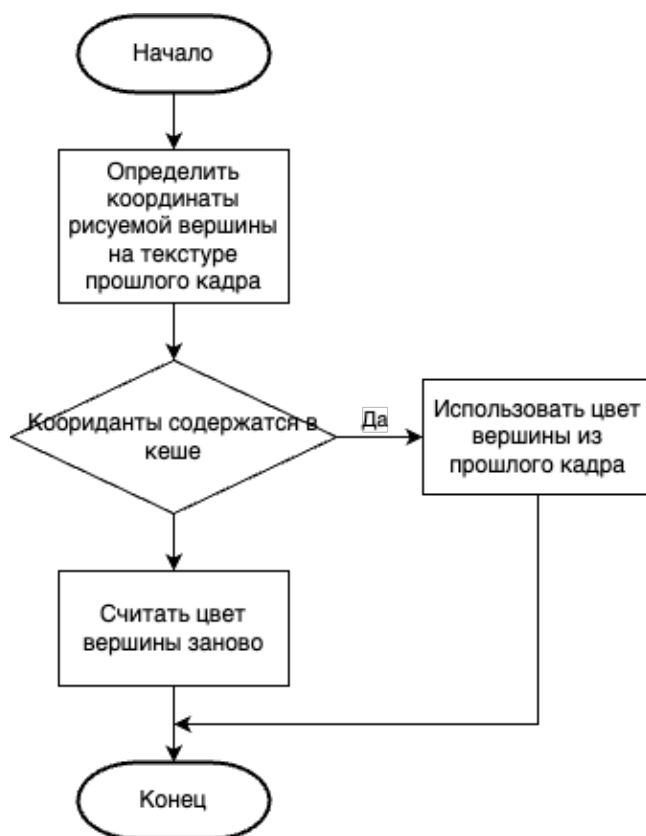 Начало
Определить
координаты
рисуемой вершины
на текстуре
прошлого кадра
Коориданты содержатся в
кеше
Да
Использовать цвет
вершины из
прошлого кадра
Считать цвет
вершины заново
Конец